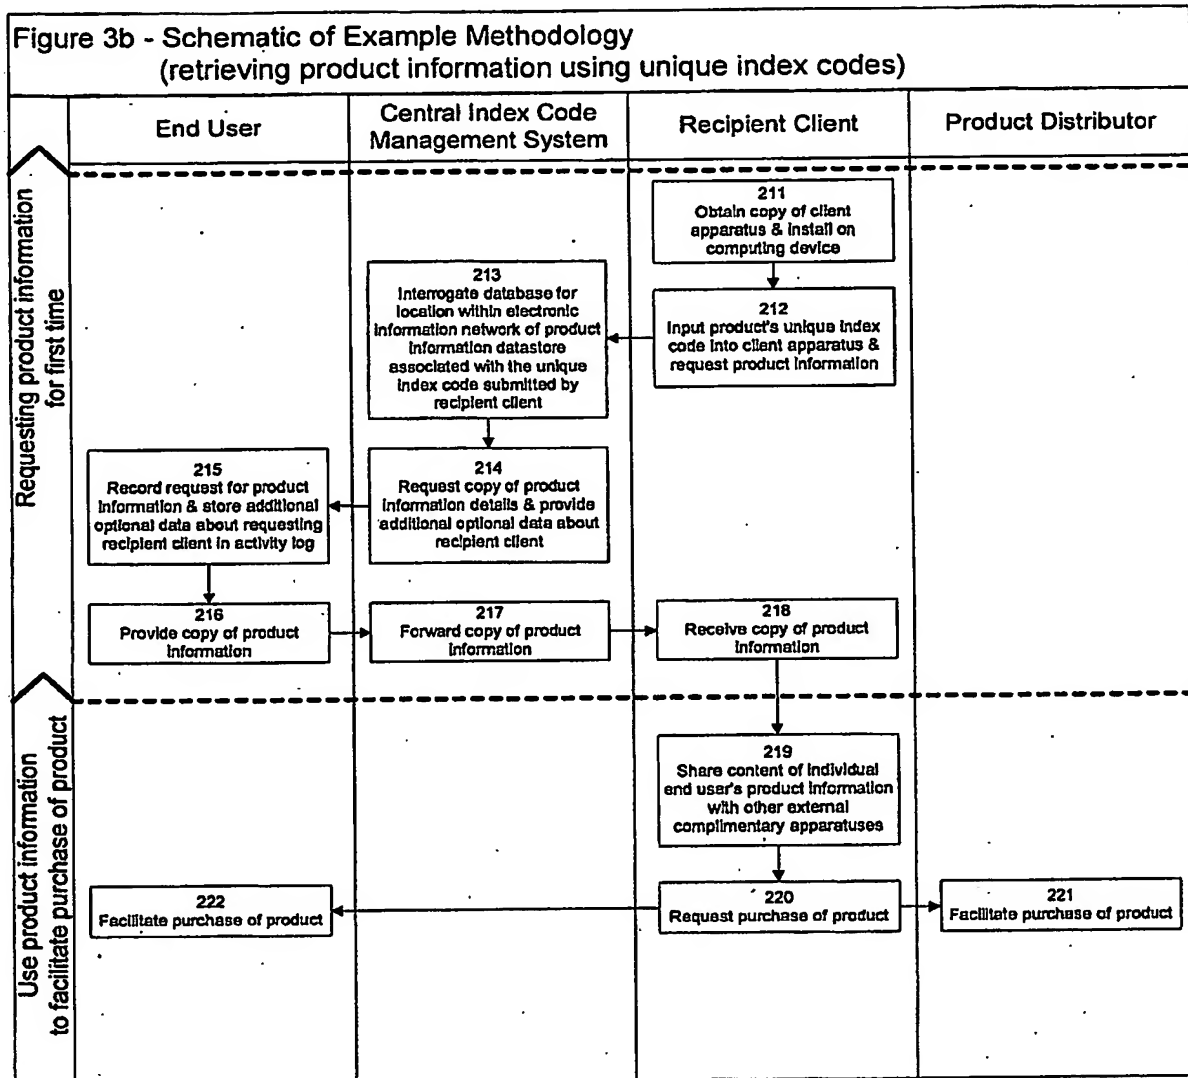 Figure 3b - Schematic of Example Methodology
(retrieving product information using unique index codes)
End User
Central Index Code
Management System
Recipient Client
Product Distributor
Requesting product information
for first time
211
Obtain copy of client
apparatus & install on
computing device
212
Input product's unique index
code into client apparatus &
request product information
213
Interrogate database for
location within electronic
information network of product
information datastore
associated with the unique
index code submitted by
recipient client
214
Request copy of product
information details & provide
additional optional data about
recipient client
215
Record request for product
information & store additional
optional data about requesting
recipient client in activity log
216
Provide copy of product
information
217
Forward copy of product
information
218
Receive copy of product
information
Use product information
to facilitate purchase of product
219
Share content of individual
end user's product information
with other external
complimentary apparatuses
222
Facilitate purchase of product
220
Request purchase of product
221
Facilitate purchase of product